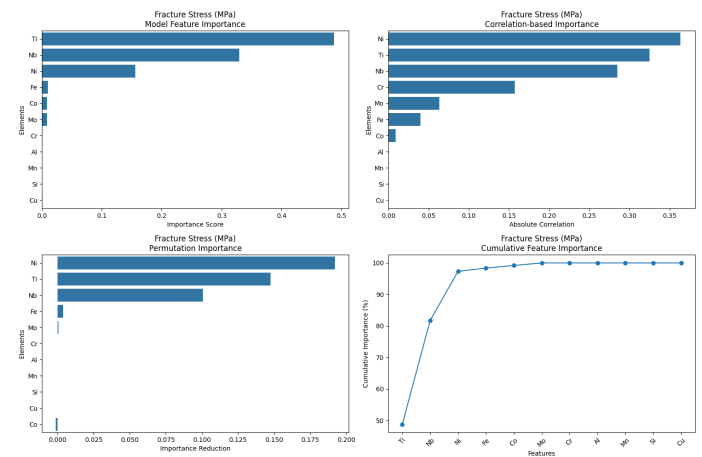 Fracture Stress (MPa)
Model Feature Importance
Elements
Ti
Nb
Ni
Fe
Co
Mo
Cr
Al
Mn
Si
Cu
0.0 0.1 0.2 0.3 0.4 0.5
Importance Score
Fracture Stress (MPa)
Correlation-based Importance
Elements
Ni
Ti
Nb
Cr
Mo
Fe
Co
Al
Mn
Si
Cu
0.00 0.05 0.10 0.15 0.20 0.25 0.30 0.35
Absolute Correlation
Fracture Stress (MPa)
Permutation Importance
Elements
Ni
Ti
Nb
Fe
Mo
Cr
Al
Mn
Si
Cu
Co
0.000 0.025 0.050 0.075 0.100 0.125 0.150 0.175 0.200
Importance Reduction
Fracture Stress (MPa)
Cumulative Feature Importance
Cumulative Importance (%)
100
90
80
70
60
50
Ti Nb Ni Fe Co Mo Cr Al Mn Si Cu
Features